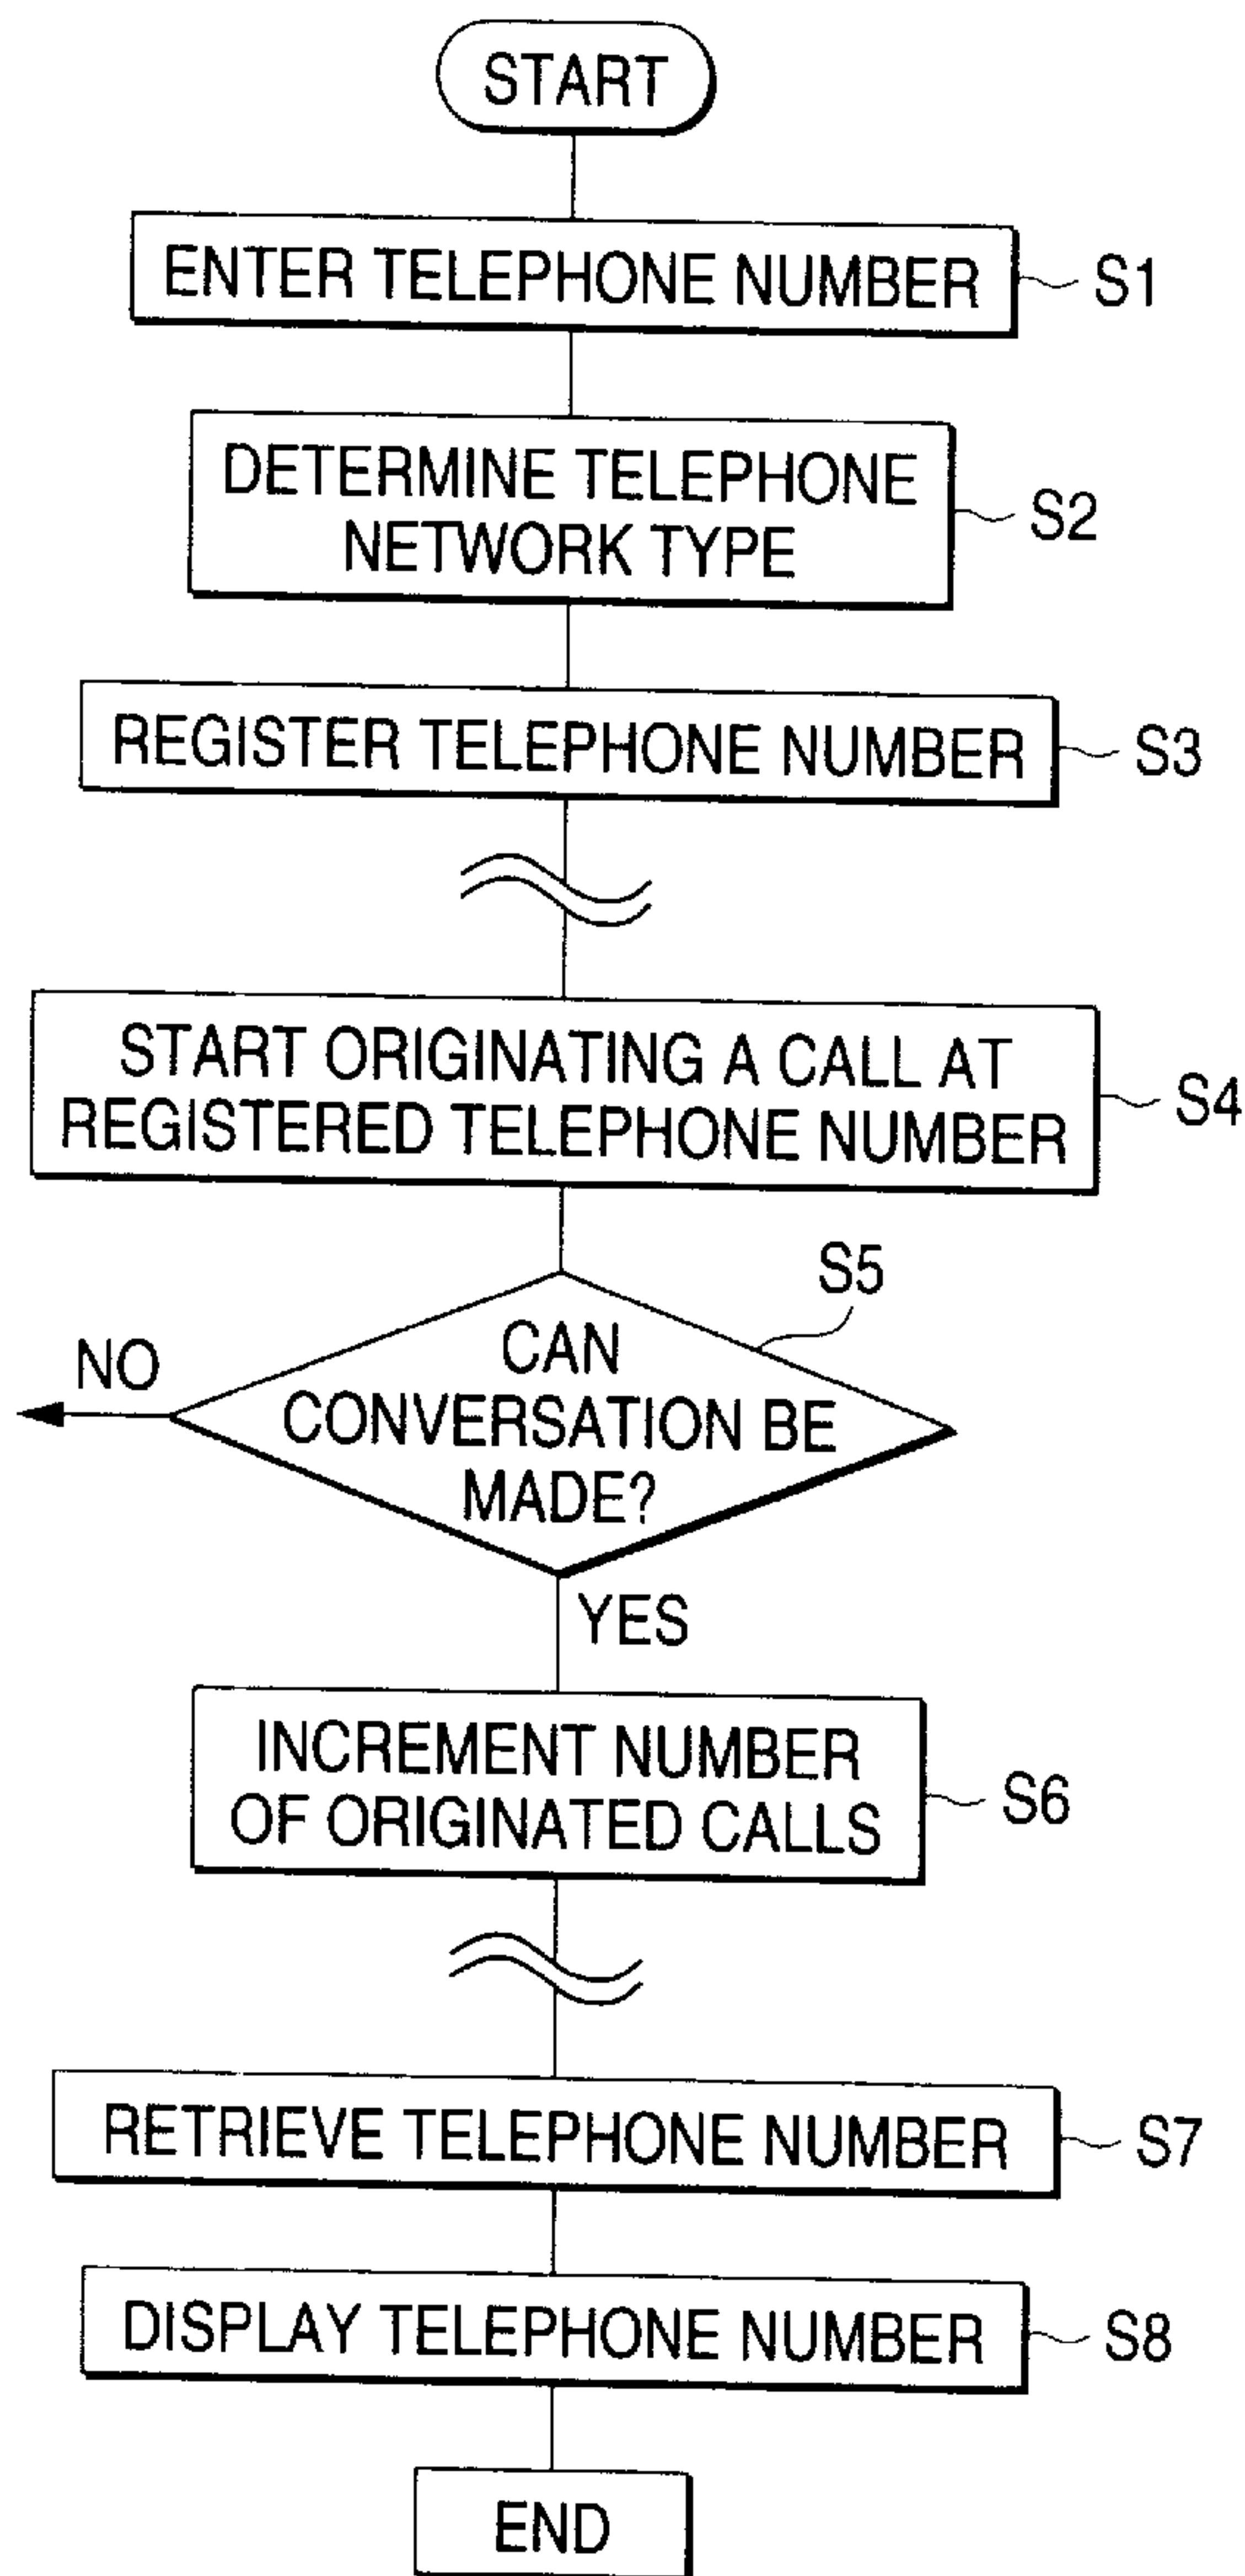 START
ENTER TELEPHONE NUMBER
S1
DETERMINE TELEPHONE
NETWORK TYPE
S2
REGISTER TELEPHONE NUMBER
S3
START ORIGINATING A CALL AT
REGISTERED TELEPHONE NUMBER
S4
S5
CAN
CONVERSATION BE
MADE?
NO
YES
INCREMENT NUMBER
OF ORIGINATED CALLS
S6
RETRIEVE TELEPHONE NUMBER
S7
DISPLAY TELEPHONE NUMBER
S8
END